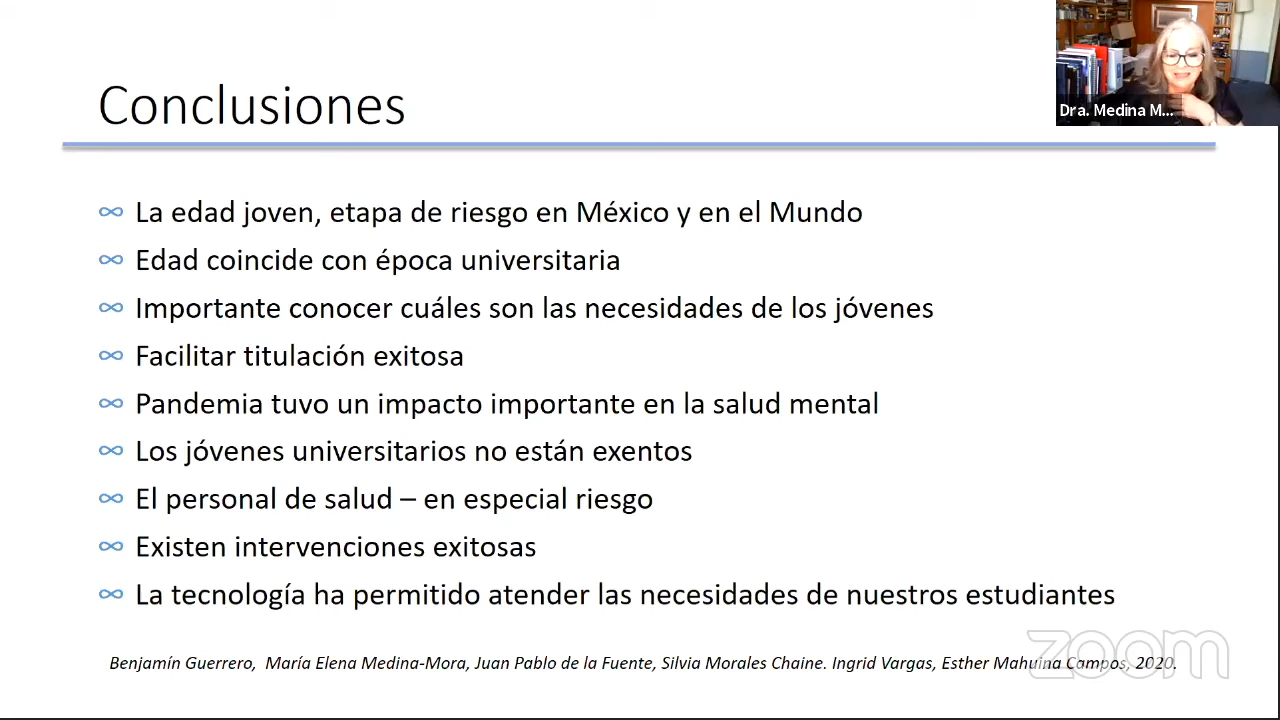 Conclusiones
Dra. Medina M...
∞ La edad joven, etapa de riesgo en México y en el Mundo
∞ Edad coincide con época universitaria
∞ Importante conocer cuáles son las necesidades de los jóvenes
∞ Facilitar titulación exitosa
∞ Pandemia tuvo un impacto importante en la salud mental
∞ Los jóvenes universitarios no están exentos
∞ El personal de salud – en especial riesgo
∞ Existen intervenciones exitosas
∞ La tecnología ha permitido atender las necesidades de nuestros estudiantes
Benjamín Guerrero, María Elena Medina-Mora, Juan Pablo de la Fuente, Silvia Morales Chaine. Ingrid Vargas, Esther Mahuina Campos, 2020.
zoom